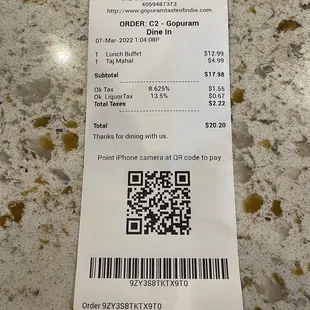 4059487373
http://www.gopuramtasteofindia.com
ORDER: C2 - Gopuram
Dine In
07-Mar-2022 1:04:08P
1 Lunch Buffet $12.99
1 Taj Mahal $4.99
Subtotal $17.98
Ok Tax 8.625% $1.55
Ok LiquorTax 13.5% $0.67
Total Taxes $2.22
Total $20.20
Thanks for dining with us.
Point iPhone camera at QR code to pay
9ZY3S8TKTX9T0
Order 9ZY3S8TKTX9T0